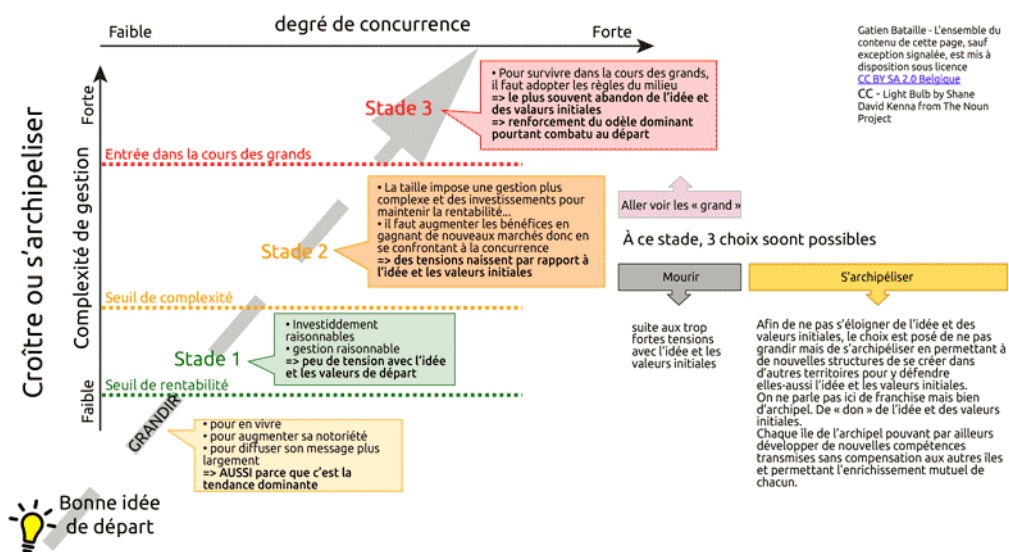 degré de concurrence
Faible
Forte
Gatien Bataille - L'ensemble du
contenu de cette page, sauf
exception signalée, est mis à
disposition sous licence
CC BY SA 2.0 Belgique
CC - Light Bulb by Shane
David Kenna from The Noun
Project
Croître ou s'archipeliser
Complexité de gestion
Forte
Faible
Stade 3
• Pour survivre dans la cours des grands,
il faut adopter les règles du milieu
=> le plus souvent abandon de l'idée et
des valeurs initiales
=> renforcement du odèle dominant
pourtant combatu au départ
Entrée dans la cours des grands
Stade 2
• La taille impose une gestion plus
complexe et des investissements pour
maintenir la rentabilité...
• il faut augmenter les bénéfices en
gagnant de nouveaux marchés donc en
se confrontant à la concurrence
=> des tensions naissent par rapport à
l'idée et les valeurs initiales
Aller voir les « grand »
À ce stade, 3 choix soont possibles
Mourir
S'archipéliser
suite aux trop
fortes tensions
avec l'idée et les
valeurs initiales
Afin de ne pas s'éloigner de l'idée et des
valeurs initiales, le choix est posé de ne pas
grandir mais de s'archipéliser en permettant à
de nouvelles structures de se créer dans
d'autres territoires pour y défendre
elles-aussi l'idée et les valeurs initiales.
On ne parle pas ici de franchise mais bien
d'archipel. De « don » de l'idée et des valeurs
initiales.
Chaque île de l'archipel pouvant par ailleurs
développer de nouvelles compétences
transmises sans compensation aux autres îles
et permettant l'enrichissement mutuel de
chacun.
Seuil de complexité
Stade 1
• Investiddement
raisonnables
• gestion raisonnable
=> peu de tension avec l'idée
et les valeurs de départ
Seuil de rentabilité
GRANDIR
• pour en vivre
• pour augmenter sa notoriété
• pour diffuser son message plus
largement
=> AUSSI parce que c'est la
tendance dominante
Bonne idée
de départ